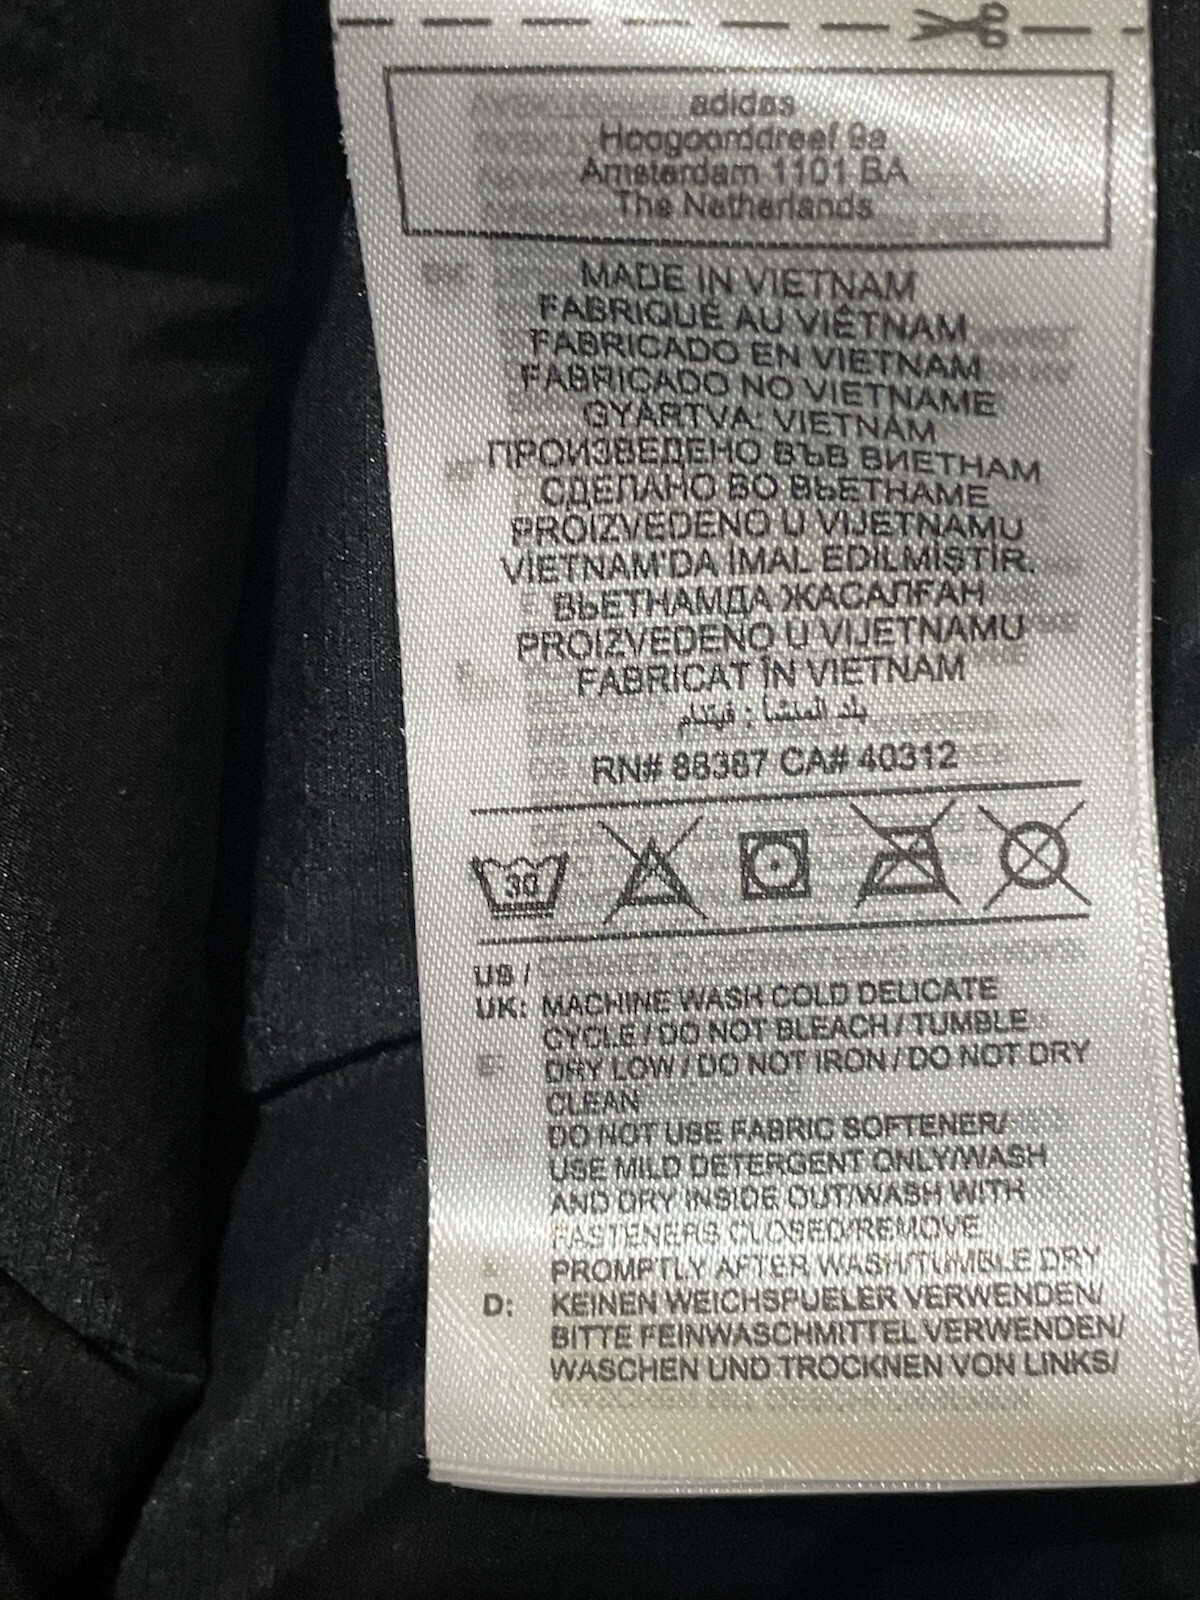 adidas
Hoogoorddreef 9a
Amsterdam 1101 BA
The Netherlands
MADE IN VIETNAM
FABRIQUÉ AU VIÊTNAM
FABRICADO EN VIETNAM
FABRICADO NO VIETNAME
GYÁRTVA: VIETNÁM
ПРОИЗВЕДЕНО ВЪВ ВИЕТНАМ
СДЕЛАНО ВО ВЬЕТНАМЕ
PROIZVEDENO U VIJETNAMU
VİETNAM'DA İMAL EDİLMİŞTİR.
ВЬЕТНАМДА ЖАСАЛҒАН
PROIZVEDENO U VIJETNAMU
FABRICAT ÎN VIETNAM
بلد المنشأ : فيتنام
RN# 88387 CA# 40312
30
US /
UK: MACHINE WASH COLD DELICATE
CYCLE / DO NOT BLEACH / TUMBLE
DRY LOW / DO NOT IRON / DO NOT DRY
CLEAN
DO NOT USE FABRIC SOFTENER/
USE MILD DETERGENT ONLY/WASH
AND DRY INSIDE OUT/WASH WITH
FASTENERS CLOSED/REMOVE
PROMPTLY AFTER WASH/TUMBLE DRY
D: KEINEN WEICHSPUELER VERWENDEN/
BITTE FEINWASCHMITTEL VERWENDEN/
WASCHEN UND TROCKNEN VON LINKS/